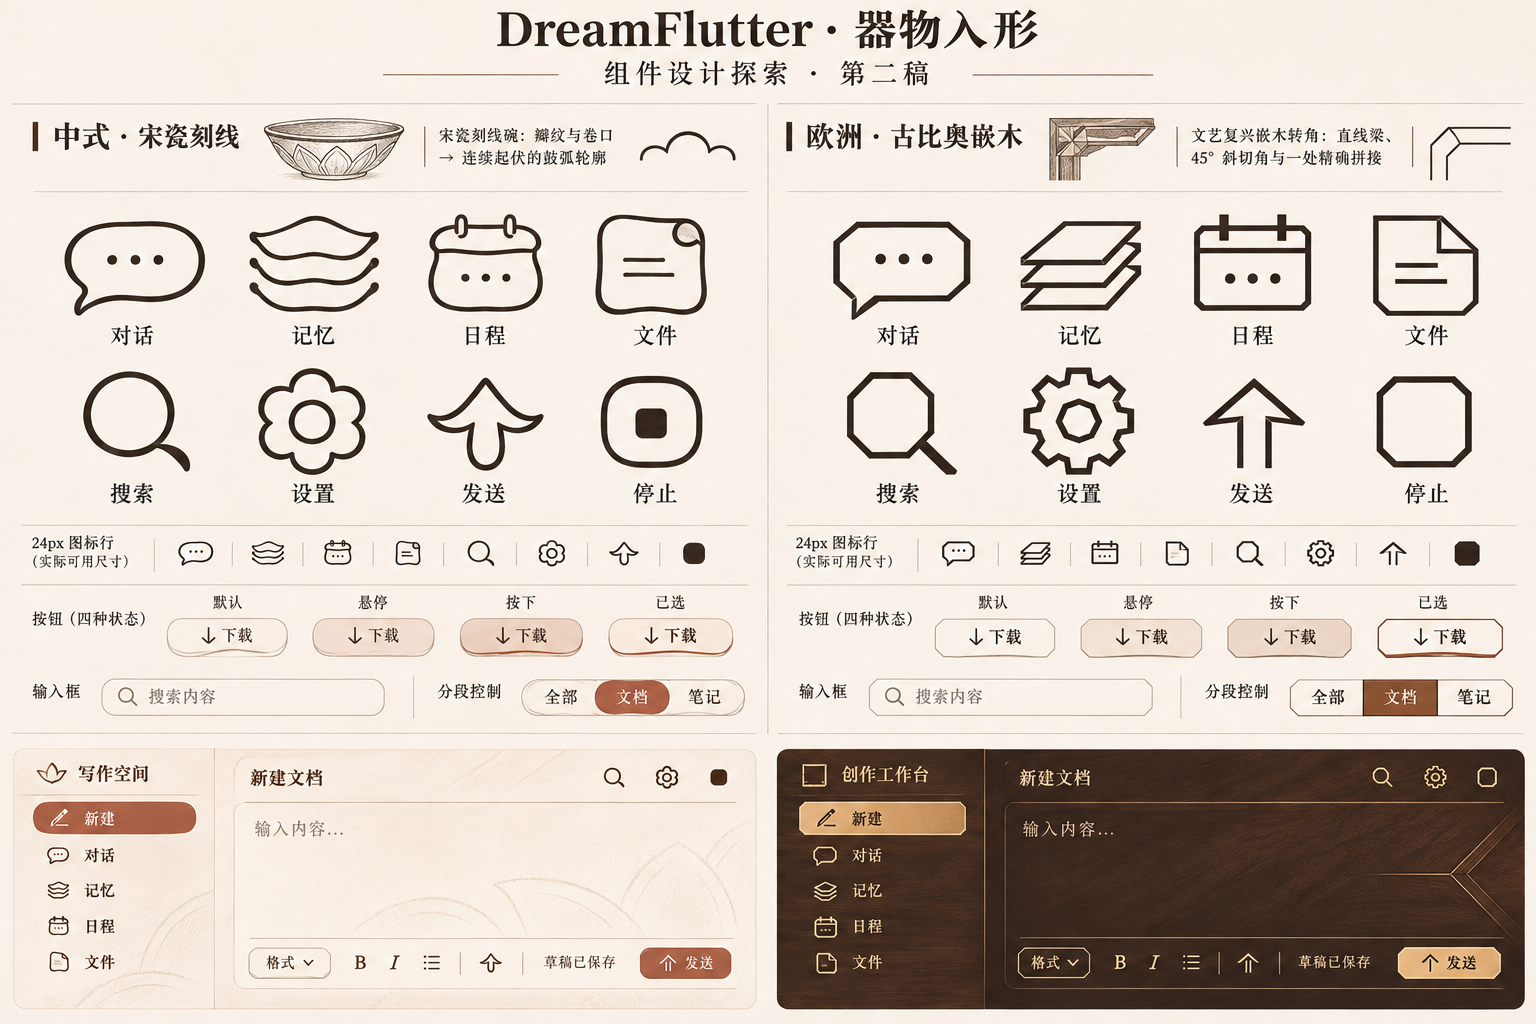 DreamFlutter · 器物入形
组件设计探索 · 第二稿
中式 · 宋瓷刻线
宋瓷刻线碗：瓣纹与卷口
→ 连续起伏的鼓弧轮廓
对话
记忆
日程
文件
搜索
设置
发送
停止
24px 图标行
（实际可用尺寸）
按钮（四种状态）
默认
悬停
按下
已选
↓下载
↓下载
↓下载
↓下载
输入框
搜索内容
分段控制
全部
文档
笔记
欧洲 · 古比奥嵌木
文艺复兴嵌木转角：直线梁、
45° 斜切角与一处精确拼接
对话
记忆
日程
文件
搜索
设置
发送
停止
24px 图标行
（实际可用尺寸）
按钮（四种状态）
默认
悬停
按下
已选
↓下载
↓下载
↓下载
↓下载
输入框
搜索内容
分段控制
全部
文档
笔记
写作空间
新建
对话
记忆
日程
文件
新建文档
输入内容...
格式
B
I
草稿已保存
发送
创作工作台
新建
对话
记忆
日程
文件
新建文档
输入内容...
格式
B
I
草稿已保存
发送